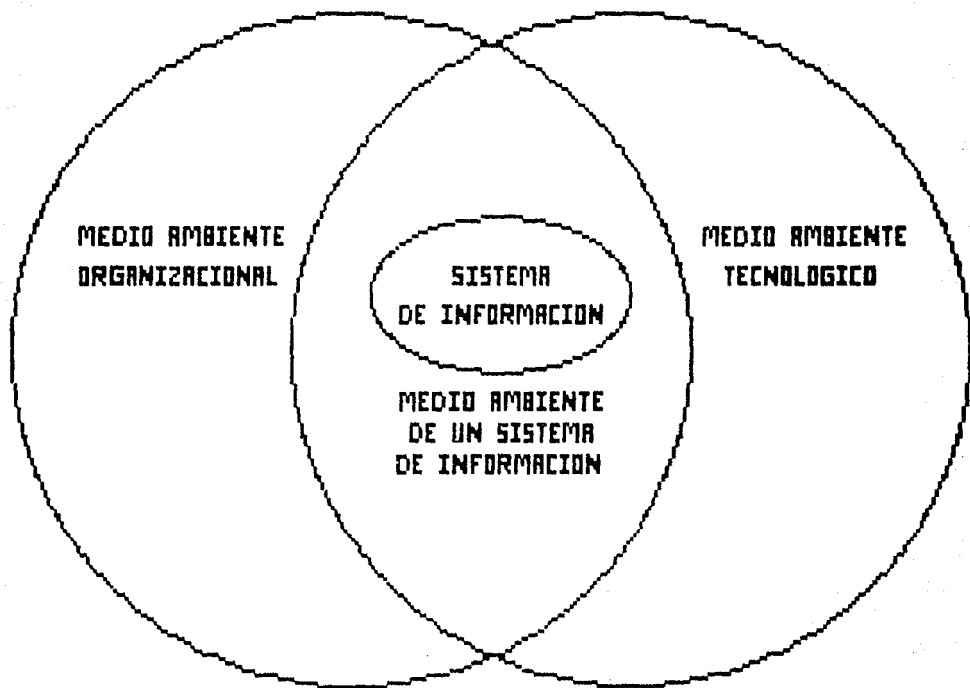 MEDIO AMBIENTE
ORGANIZACIONAL
SISTEMA
DE INFORMACION
MEDIO AMBIENTE
DE UN SISTEMA
DE INFORMACION
MEDIO AMBIENTE
TECNOLOGICO